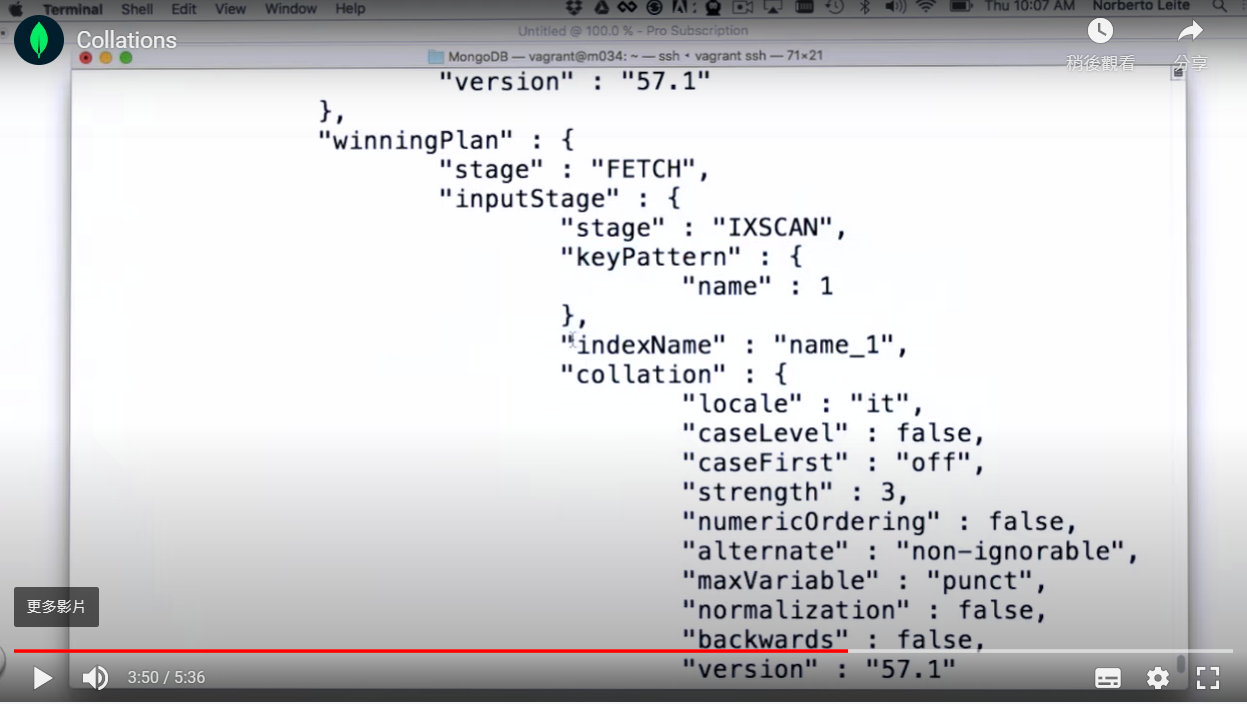 Terminal Shell Edit View Window Help
Thu 10:07 AM Norberto Leite
Untitled @ 100.0 % - Pro Subscription
Collations
MongoDB — vagrant@m034: ~ — ssh • vagrant ssh — 71×21
稍後觀看 分享
"version" : "57.1"
},
"winningPlan" : {
"stage" : "FETCH",
"inputStage" : {
"stage" : "IXSCAN",
"keyPattern" : {
"name" : 1
},
"indexName" : "name_1",
"collation" : {
"locale" : "it",
"caseLevel" : false,
"caseFirst" : "off",
"strength" : 3,
"numericOrdering" : false,
"alternate" : "non-ignorable",
"maxVariable" : "punct",
"normalization" : false,
"backwards" : false,
"version" : "57.1"
更多影片
3:50 / 5:36